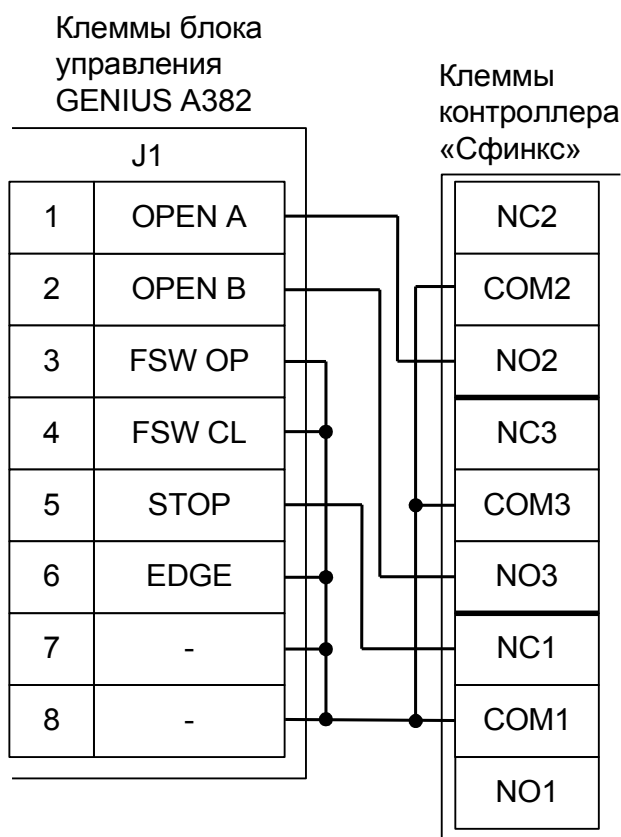 Клеммы блока
управления
GENIUS A382
Клеммы
контроллера
«Сфинкс»
J1
1 OPEN A
2 OPEN B
3 FSW OP
4 FSW CL
5 STOP
6 EDGE
7 -
8 -
NC2
COM2
NO2
NC3
COM3
NO3
NC1
COM1
NO1